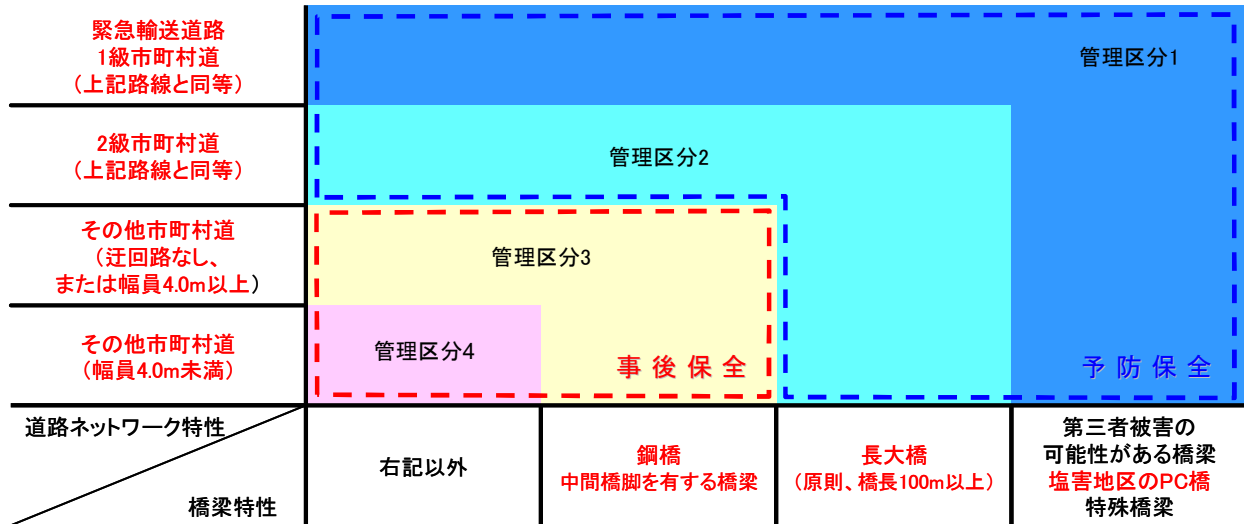 緊急輸送道路
1級市町村道
(上記路線と同等)
管理区分1
2級市町村道
(上記路線と同等)
管理区分2
その他市町村道
(迂回路なし、
または幅員4.0m以上)
管理区分3
その他市町村道
(幅員4.0m未満)
管理区分4
事後保全
予防保全
道路ネットワーク特性
橋梁特性
右記以外
鋼橋
中間橋脚を有する橋梁
長大橋
(原則、橋長100m以上)
第三者被害の
可能性がある橋梁
塩害地区のPC橋
特殊橋梁